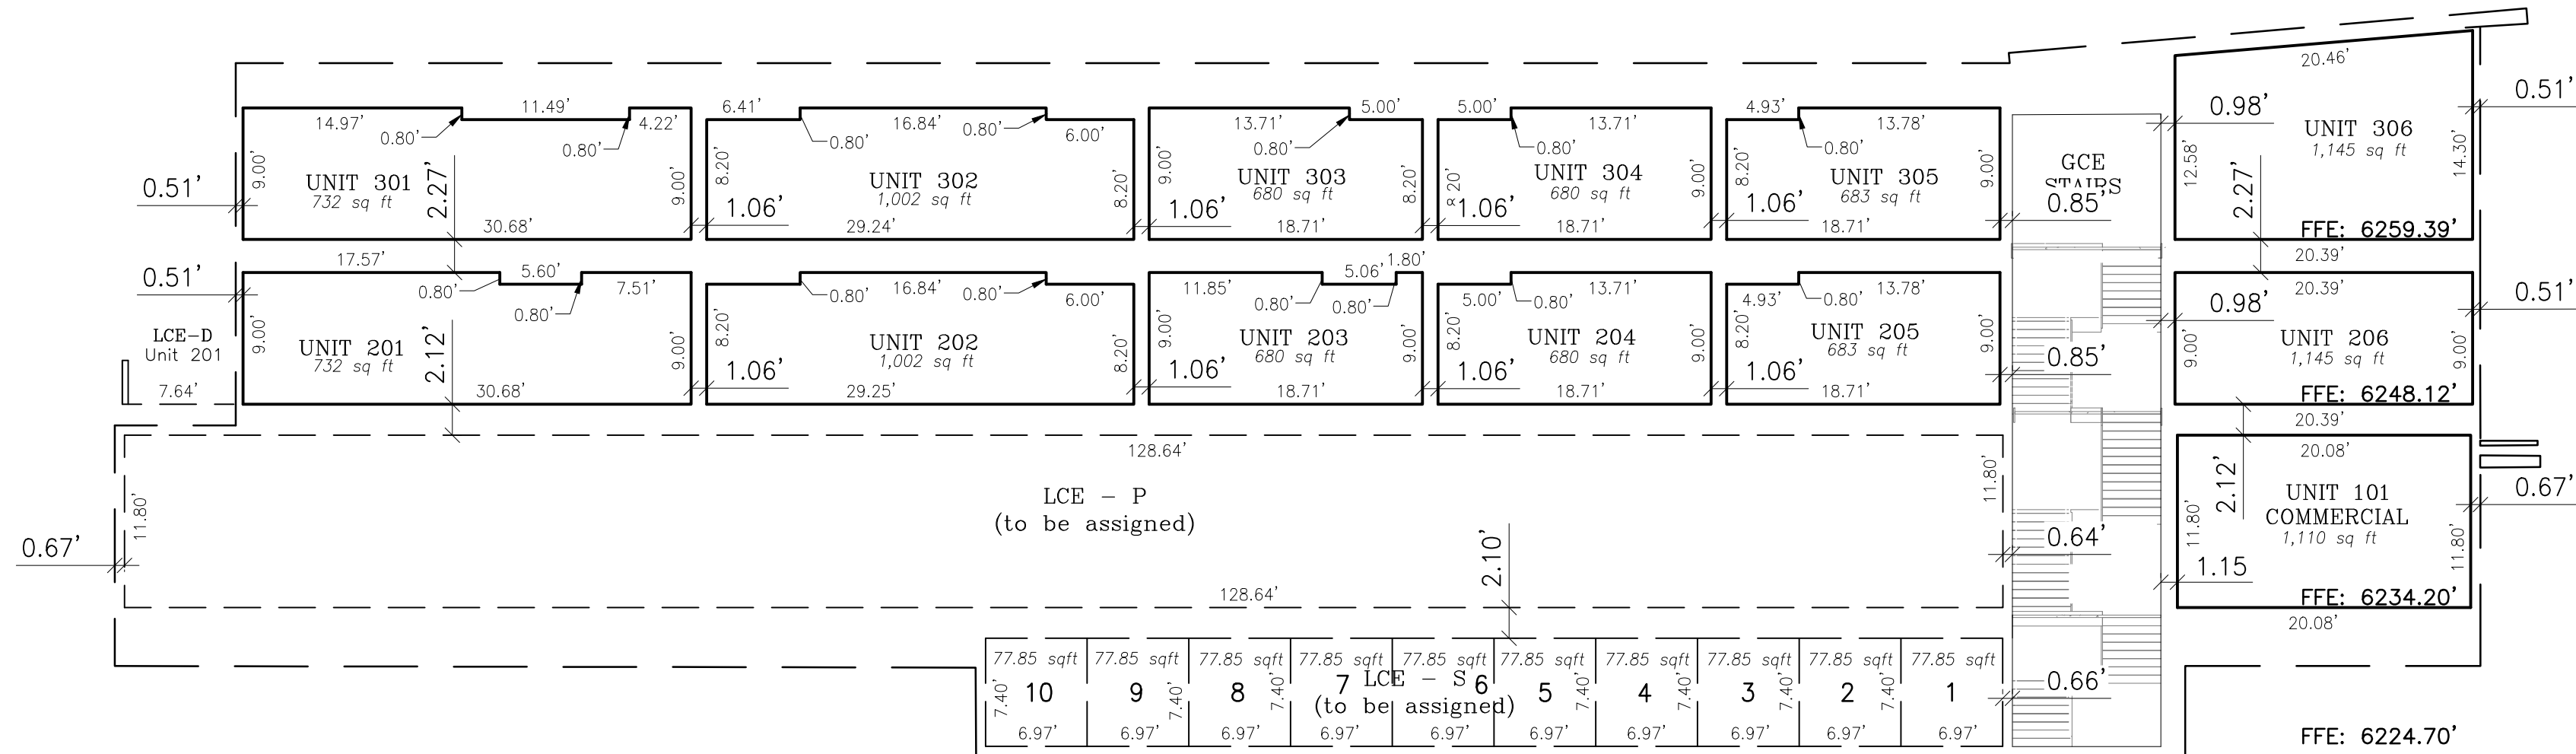 20.46'
0.51'
0.98'
0.51'
14.97'
11.49'
4.22'
0.80'
0.80'
9.00'
9.00'
UNIT 301
732 sq ft
2.27'
30.68'
6.41'
16.84'
6.00'
0.80'
0.80'
8.20'
8.20'
UNIT 302
1,002 sq ft
1.06'
29.24'
13.71'
5.00'
0.80'
9.00'
8.20'
UNIT 303
680 sq ft
1.06'
18.71'
5.00'
13.71'
0.80'
8.20'
9.00'
UNIT 304
680 sq ft
1.06'
18.71'
4.93'
13.78'
0.80'
8.20'
9.00'
UNIT 305
683 sq ft
1.06'
18.71'
GCE
STAIRS
0.85'
UNIT 306
1,145 sq ft
12.58'
14.30'
2.27'
FFE: 6259.39'
20.39'
0.51'
17.57'
5.60'
7.51'
0.80'
0.80'
9.00'
9.00'
UNIT 201
732 sq ft
2.12'
30.68'
LCE-D
Unit 201
7.64'
16.84'
6.00'
0.80'
0.80'
8.20'
8.20'
UNIT 202
1,002 sq ft
1.06'
29.25'
11.85'
5.06'
1.80'
0.80'
0.80'
9.00'
9.00'
UNIT 203
680 sq ft
1.06'
18.71'
5.00'
13.71'
0.80'
8.20'
9.00'
UNIT 204
680 sq ft
1.06'
18.71'
4.93'
13.78'
0.80'
8.20'
9.00'
UNIT 205
683 sq ft
1.06'
18.71'
0.85'
20.39'
0.98'
0.51'
UNIT 206
1,145 sq ft
9.00'
9.00'
FFE: 6248.12'
20.39'
128.64'
11.80'
11.80'
LCE - P
(to be assigned)
0.67'
0.64'
2.10'
128.64'
20.08'
2.12'
0.67'
UNIT 101
COMMERCIAL
1,110 sq ft
11.80'
11.80'
1.15
FFE: 6234.20'
20.08'
77.85 sqft 77.85 sqft 77.85 sqft 77.85 sqft 77.85 sqft 77.85 sqft 77.85 sqft 77.85 sqft 77.85 sqft 77.85 sqft
LCE - S
(to be assigned)
10 9 8 7 6 5 4 3 2 1
7.40' 7.40' 7.40' 7.40' 7.40' 7.40' 7.40' 7.40'
0.66'
6.97' 6.97' 6.97' 6.97' 6.97' 6.97' 6.97' 6.97' 6.97' 6.97'
FFE: 6224.70'